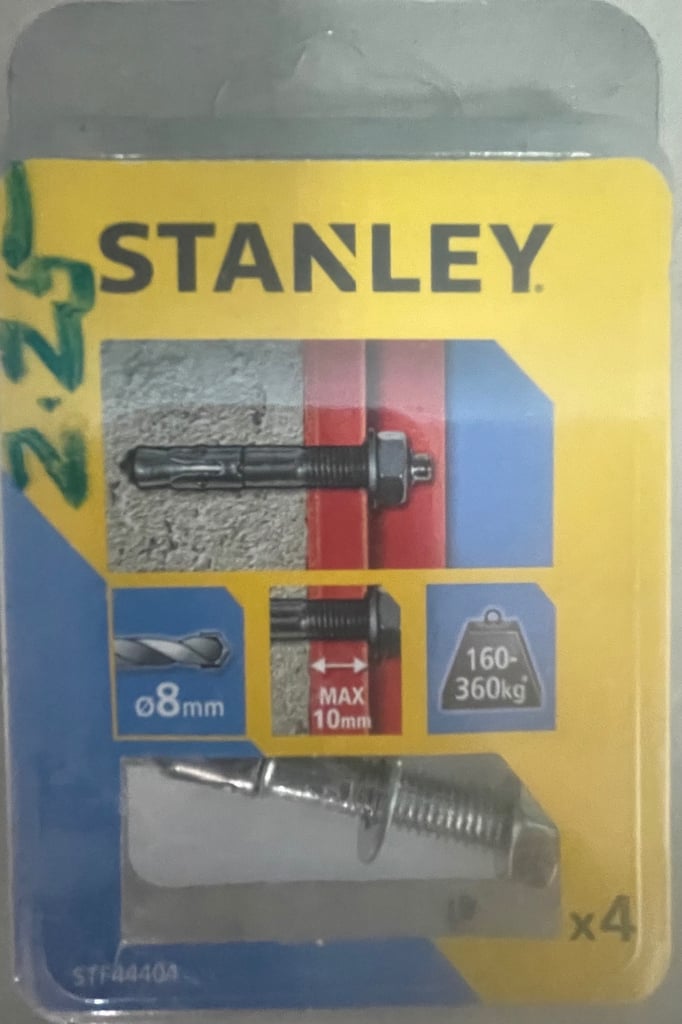 STANLEY
2.25
ø8mm
MAX
10mm
160-
360kg*
x4
STF44404